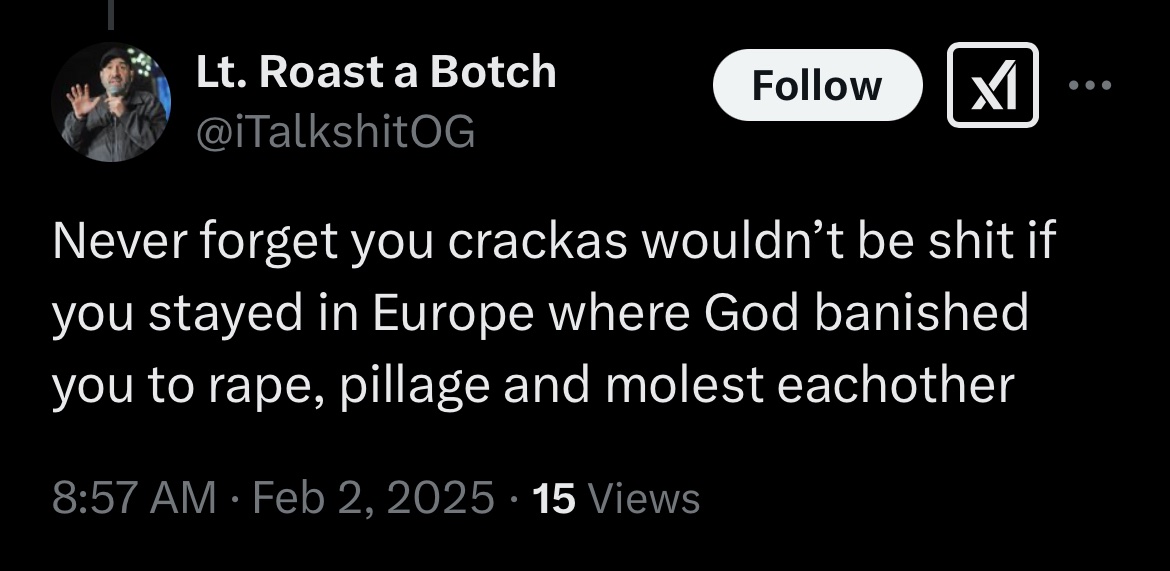 Lt. Roast a Botch
@iTalkshitOG
Follow
Never forget you crackas wouldn’t be shit if
you stayed in Europe where God banished
you to rape, pillage and molest eachother
8:57 AM · Feb 2, 2025 · 15 Views